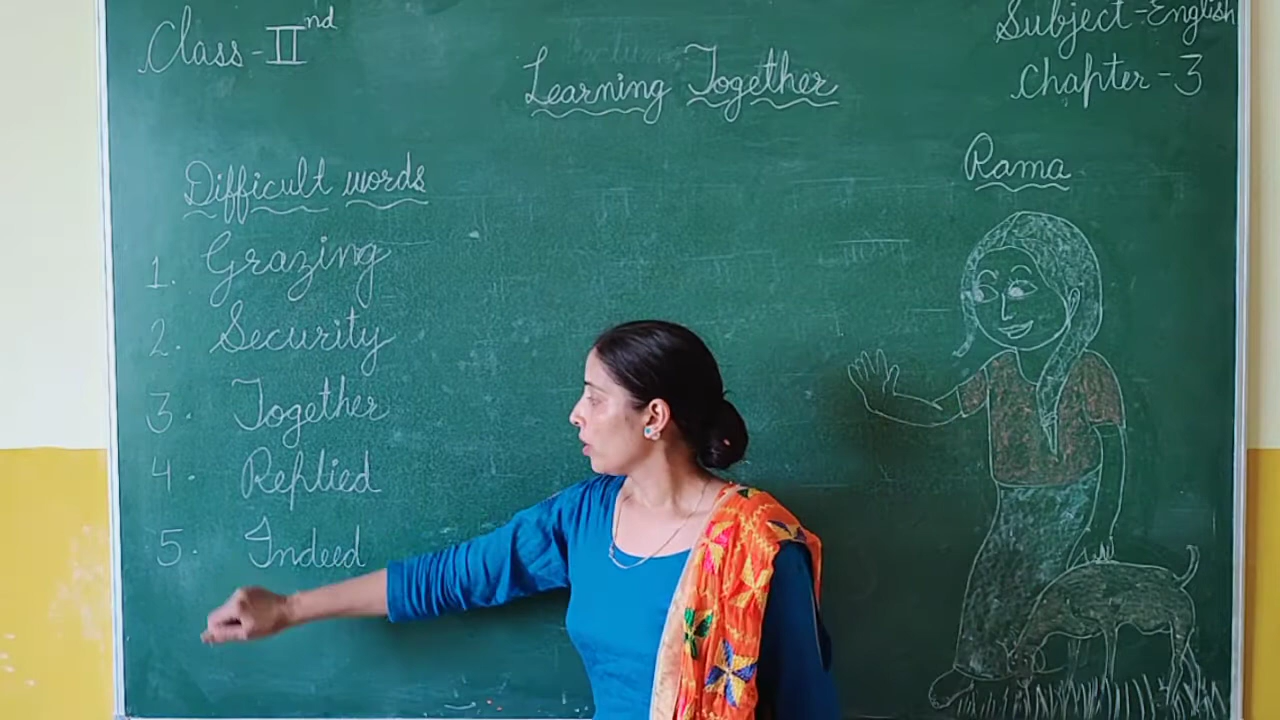 Class-IInd
Subject-English
Learning Together
Chapter-3
Difficult words
Rama
1. Grazing
2. Security
3. Together
4. Replied
5. Indeed